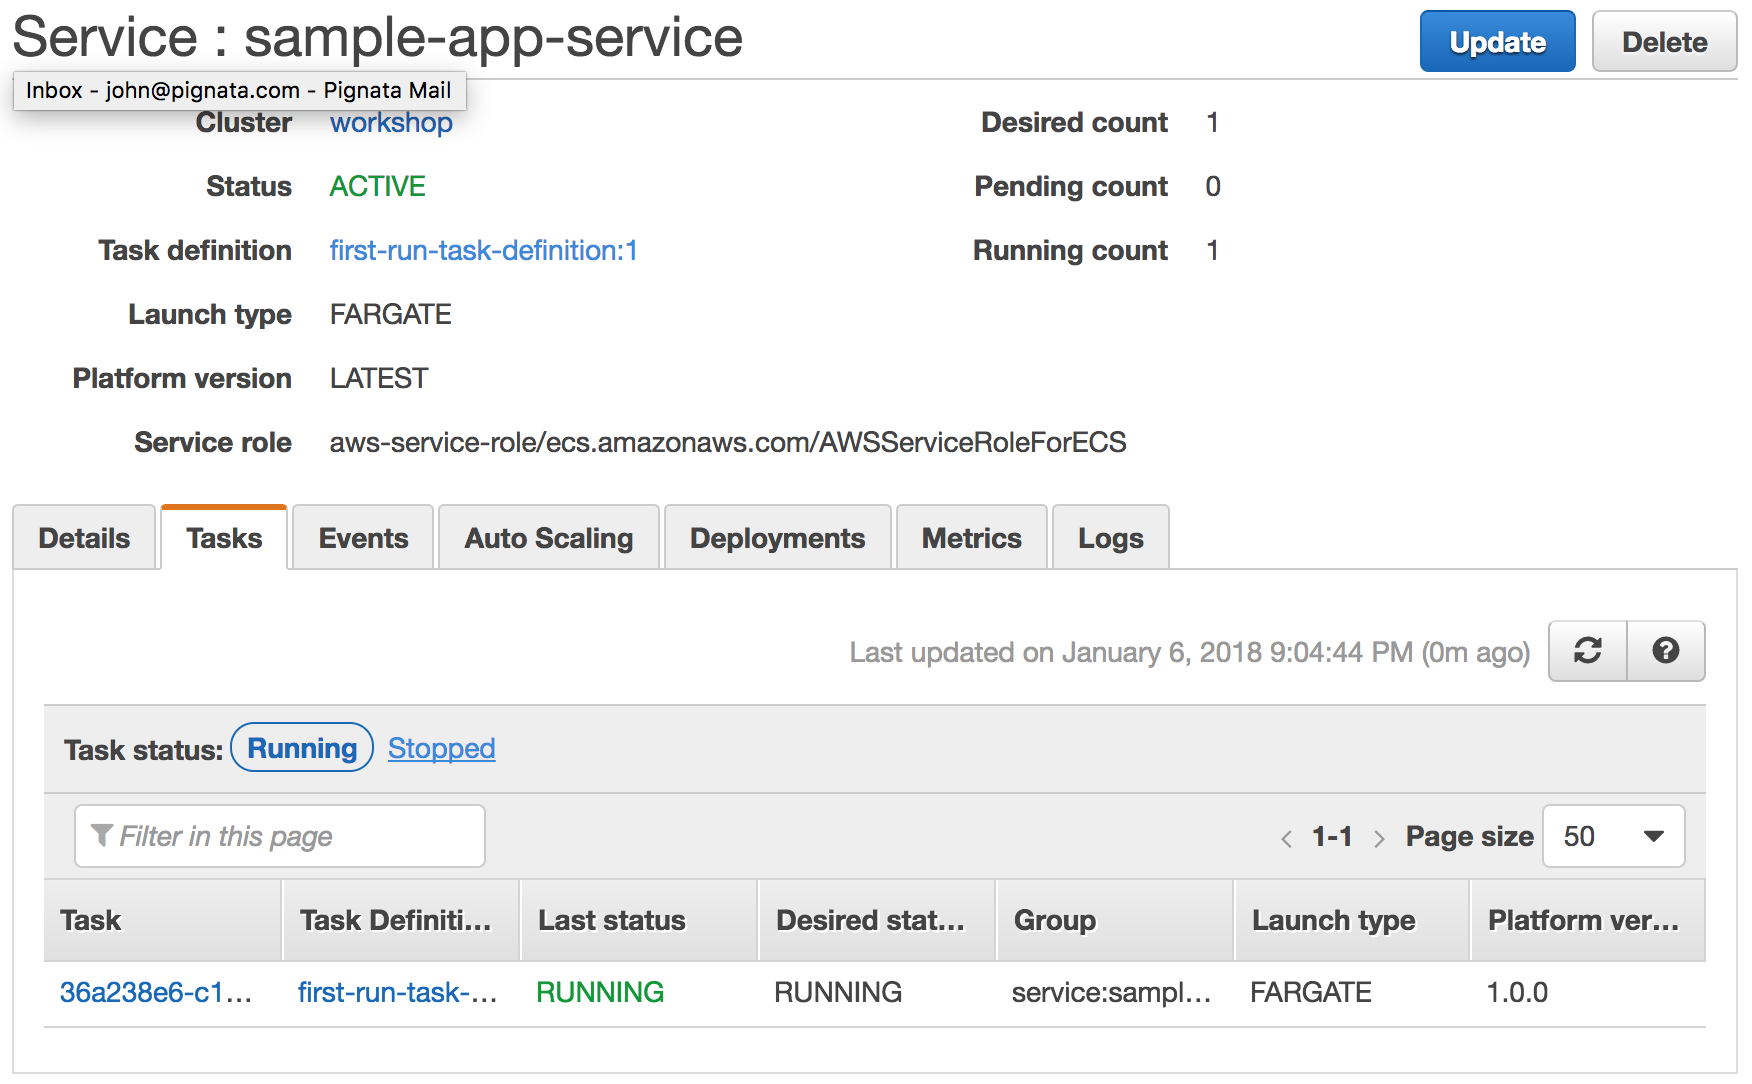 Service : sample-app-service
Update Delete
Inbox - john@pignata.com - Pignata Mail
Cluster workshop Desired count 1
Status ACTIVE Pending count 0
Task definition first-run-task-definition:1 Running count 1
Launch type FARGATE
Platform version LATEST
Service role aws-service-role/ecs.amazonaws.com/AWSServiceRoleForECS
Details Tasks Events Auto Scaling Deployments Metrics Logs
Last updated on January 6, 2018 9:04:44 PM (0m ago)
Task status: Running Stopped
Filter in this page 1-1 Page size 50
Task Task Definiti... Last status Desired stat... Group Launch type Platform ver...
36a238e6-c1... first-run-task-... RUNNING RUNNING service:sampl... FARGATE 1.0.0